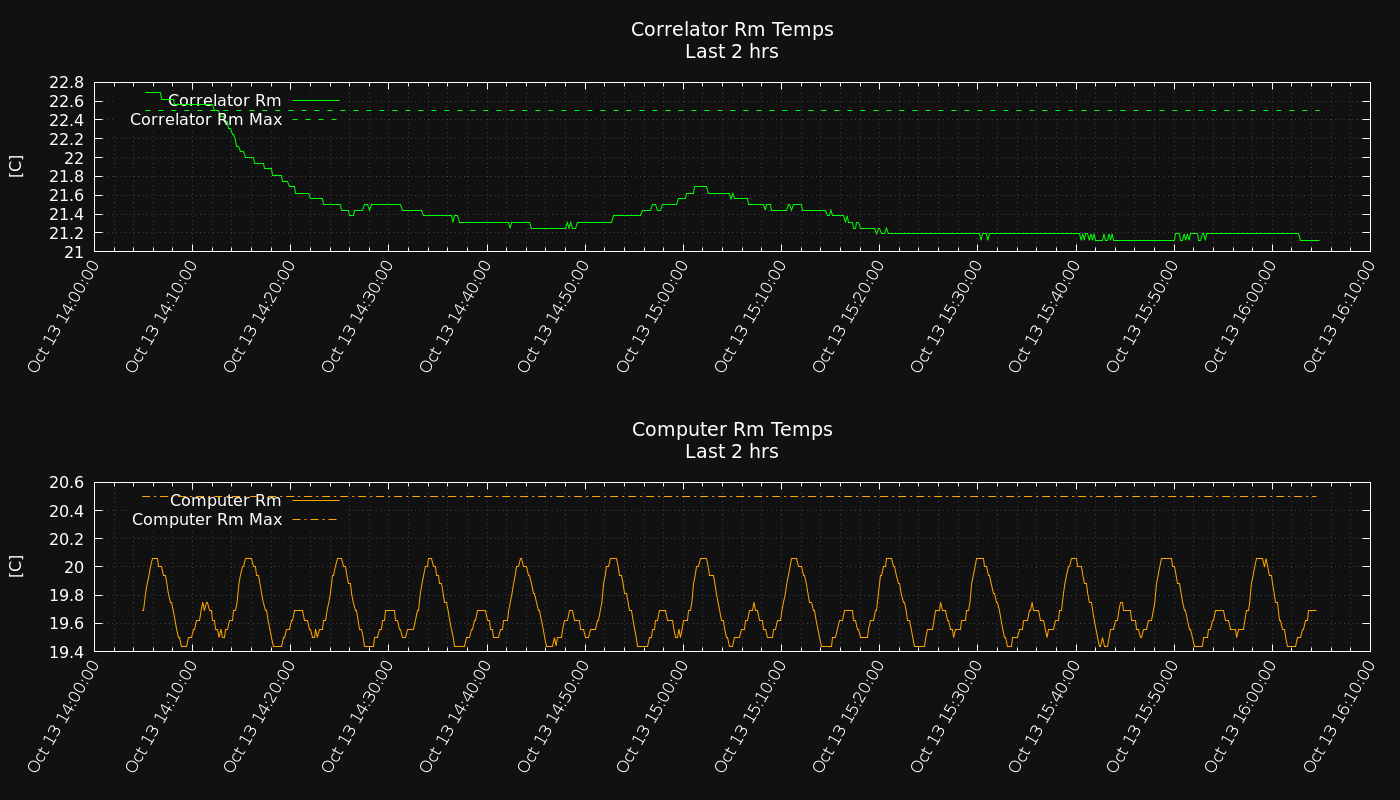 Correlator Rm Temps
Last 2 hrs
22.8
22.6
22.4
22.2
22
21.8
21.6
21.4
21.2
21
[C]
Correlator Rm
Correlator Rm Max
Oct 13 14:00:00
Oct 13 14:10:00
Oct 13 14:20:00
Oct 13 14:30:00
Oct 13 14:40:00
Oct 13 14:50:00
Oct 13 15:00:00
Oct 13 15:10:00
Oct 13 15:20:00
Oct 13 15:30:00
Oct 13 15:40:00
Oct 13 15:50:00
Oct 13 16:00:00
Oct 13 16:10:00
Computer Rm Temps
Last 2 hrs
20.6
20.4
20.2
20
19.8
19.6
19.4
[C]
Computer Rm
Computer Rm Max
Oct 13 14:00:00
Oct 13 14:10:00
Oct 13 14:20:00
Oct 13 14:30:00
Oct 13 14:40:00
Oct 13 14:50:00
Oct 13 15:00:00
Oct 13 15:10:00
Oct 13 15:20:00
Oct 13 15:30:00
Oct 13 15:40:00
Oct 13 15:50:00
Oct 13 16:00:00
Oct 13 16:10:00